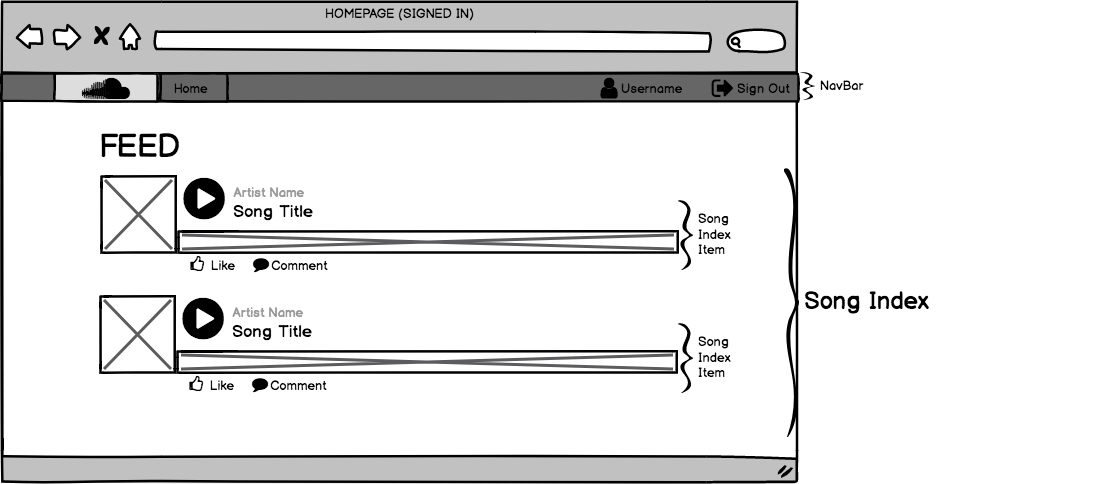 HOMEPAGE (SIGNED IN)
Home
Username
Sign Out
NavBar
FEED
Artist Name
Song Title
Song
Index
Item
Like
Comment
Song Index
Artist Name
Song Title
Song
Index
Item
Like
Comment